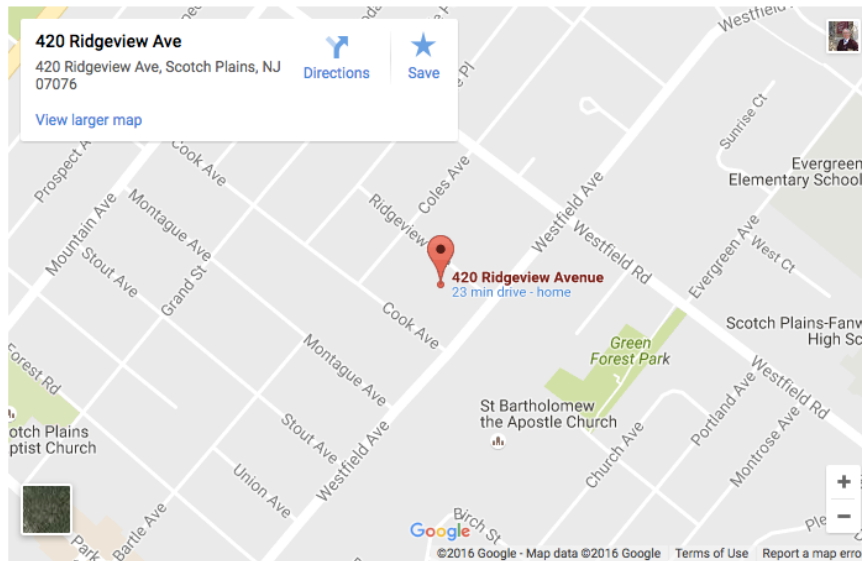 420 Ridgeview Ave
420 Ridgeview Ave, Scotch Plains, NJ
07076
Directions
Save
View larger map
Pl
Westfield
Sunrise Ct
Evergreen
Elementary School
Prospect A
Cook Ave
Coles Ave
Ridgeview
Westfield Ave
Westfield Rd
Evergreen Ave
West Ct
Mountain Ave
Montague Ave
Stout Ave
Grand St
420 Ridgeview Avenue
23 min drive - home
Cook Ave
Green
Forest Park
Scotch Plains-Fanw
High Sc
Montague Ave
Forest Rd
Westfield Rd
Portland Ave
Montrose Ave
St Bartholomew
the Apostle Church
otch Plains
ptist Church
Stout Ave
Westfield Ave
Church Ave
Union Ave
Birch St
Bartle Ave
Park
Ple
+
−
Google
©2016 Google - Map data ©2016 Google
Terms of Use
Report a map erro